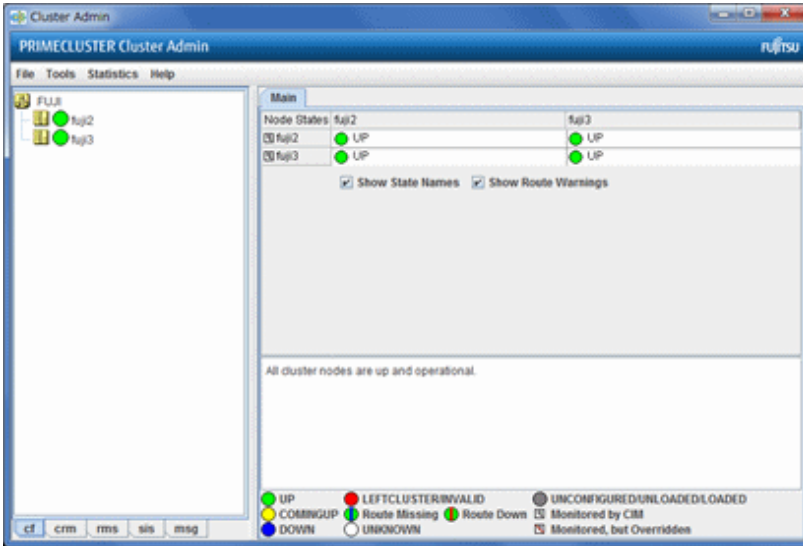 Cluster Admin
PRIMECLUSTER Cluster Admin
FUJITSU
File Tools Statistics Help
FUJI
fuji2
fuji3
Main
Node States fuji2 fuji3
fuji2 UP UP
fuji3 UP UP
Show State Names Show Route Warnings
All cluster nodes are up and operational.
UP LEFTCLUSTER/INVALID UNCONFIGURED/UNLOADED/LOADED
COMINGUP Route Missing Route Down Monitored by CIM
DOWN UNKNOWN Monitored, but Overridden
cf crm rms sis msg